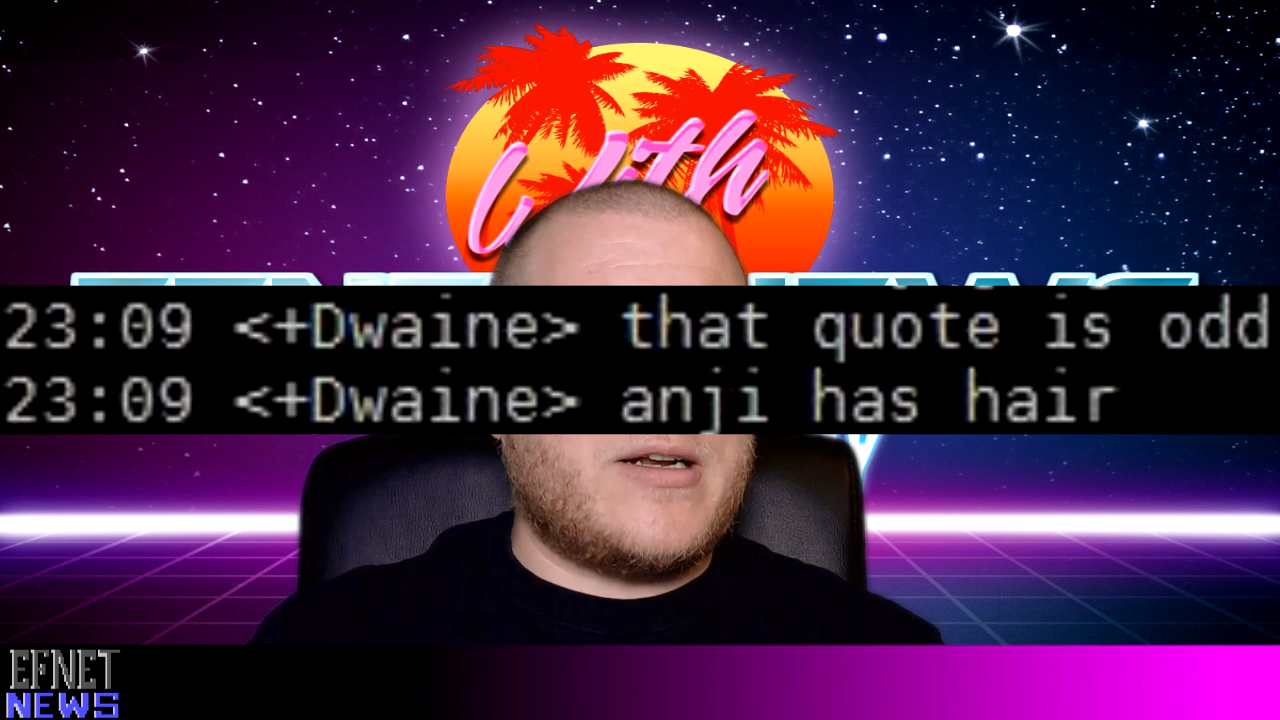 With
23:09 <+Dwaine> that quote is odd
23:09 <+Dwaine> anji has hair
EFNET
NEWS